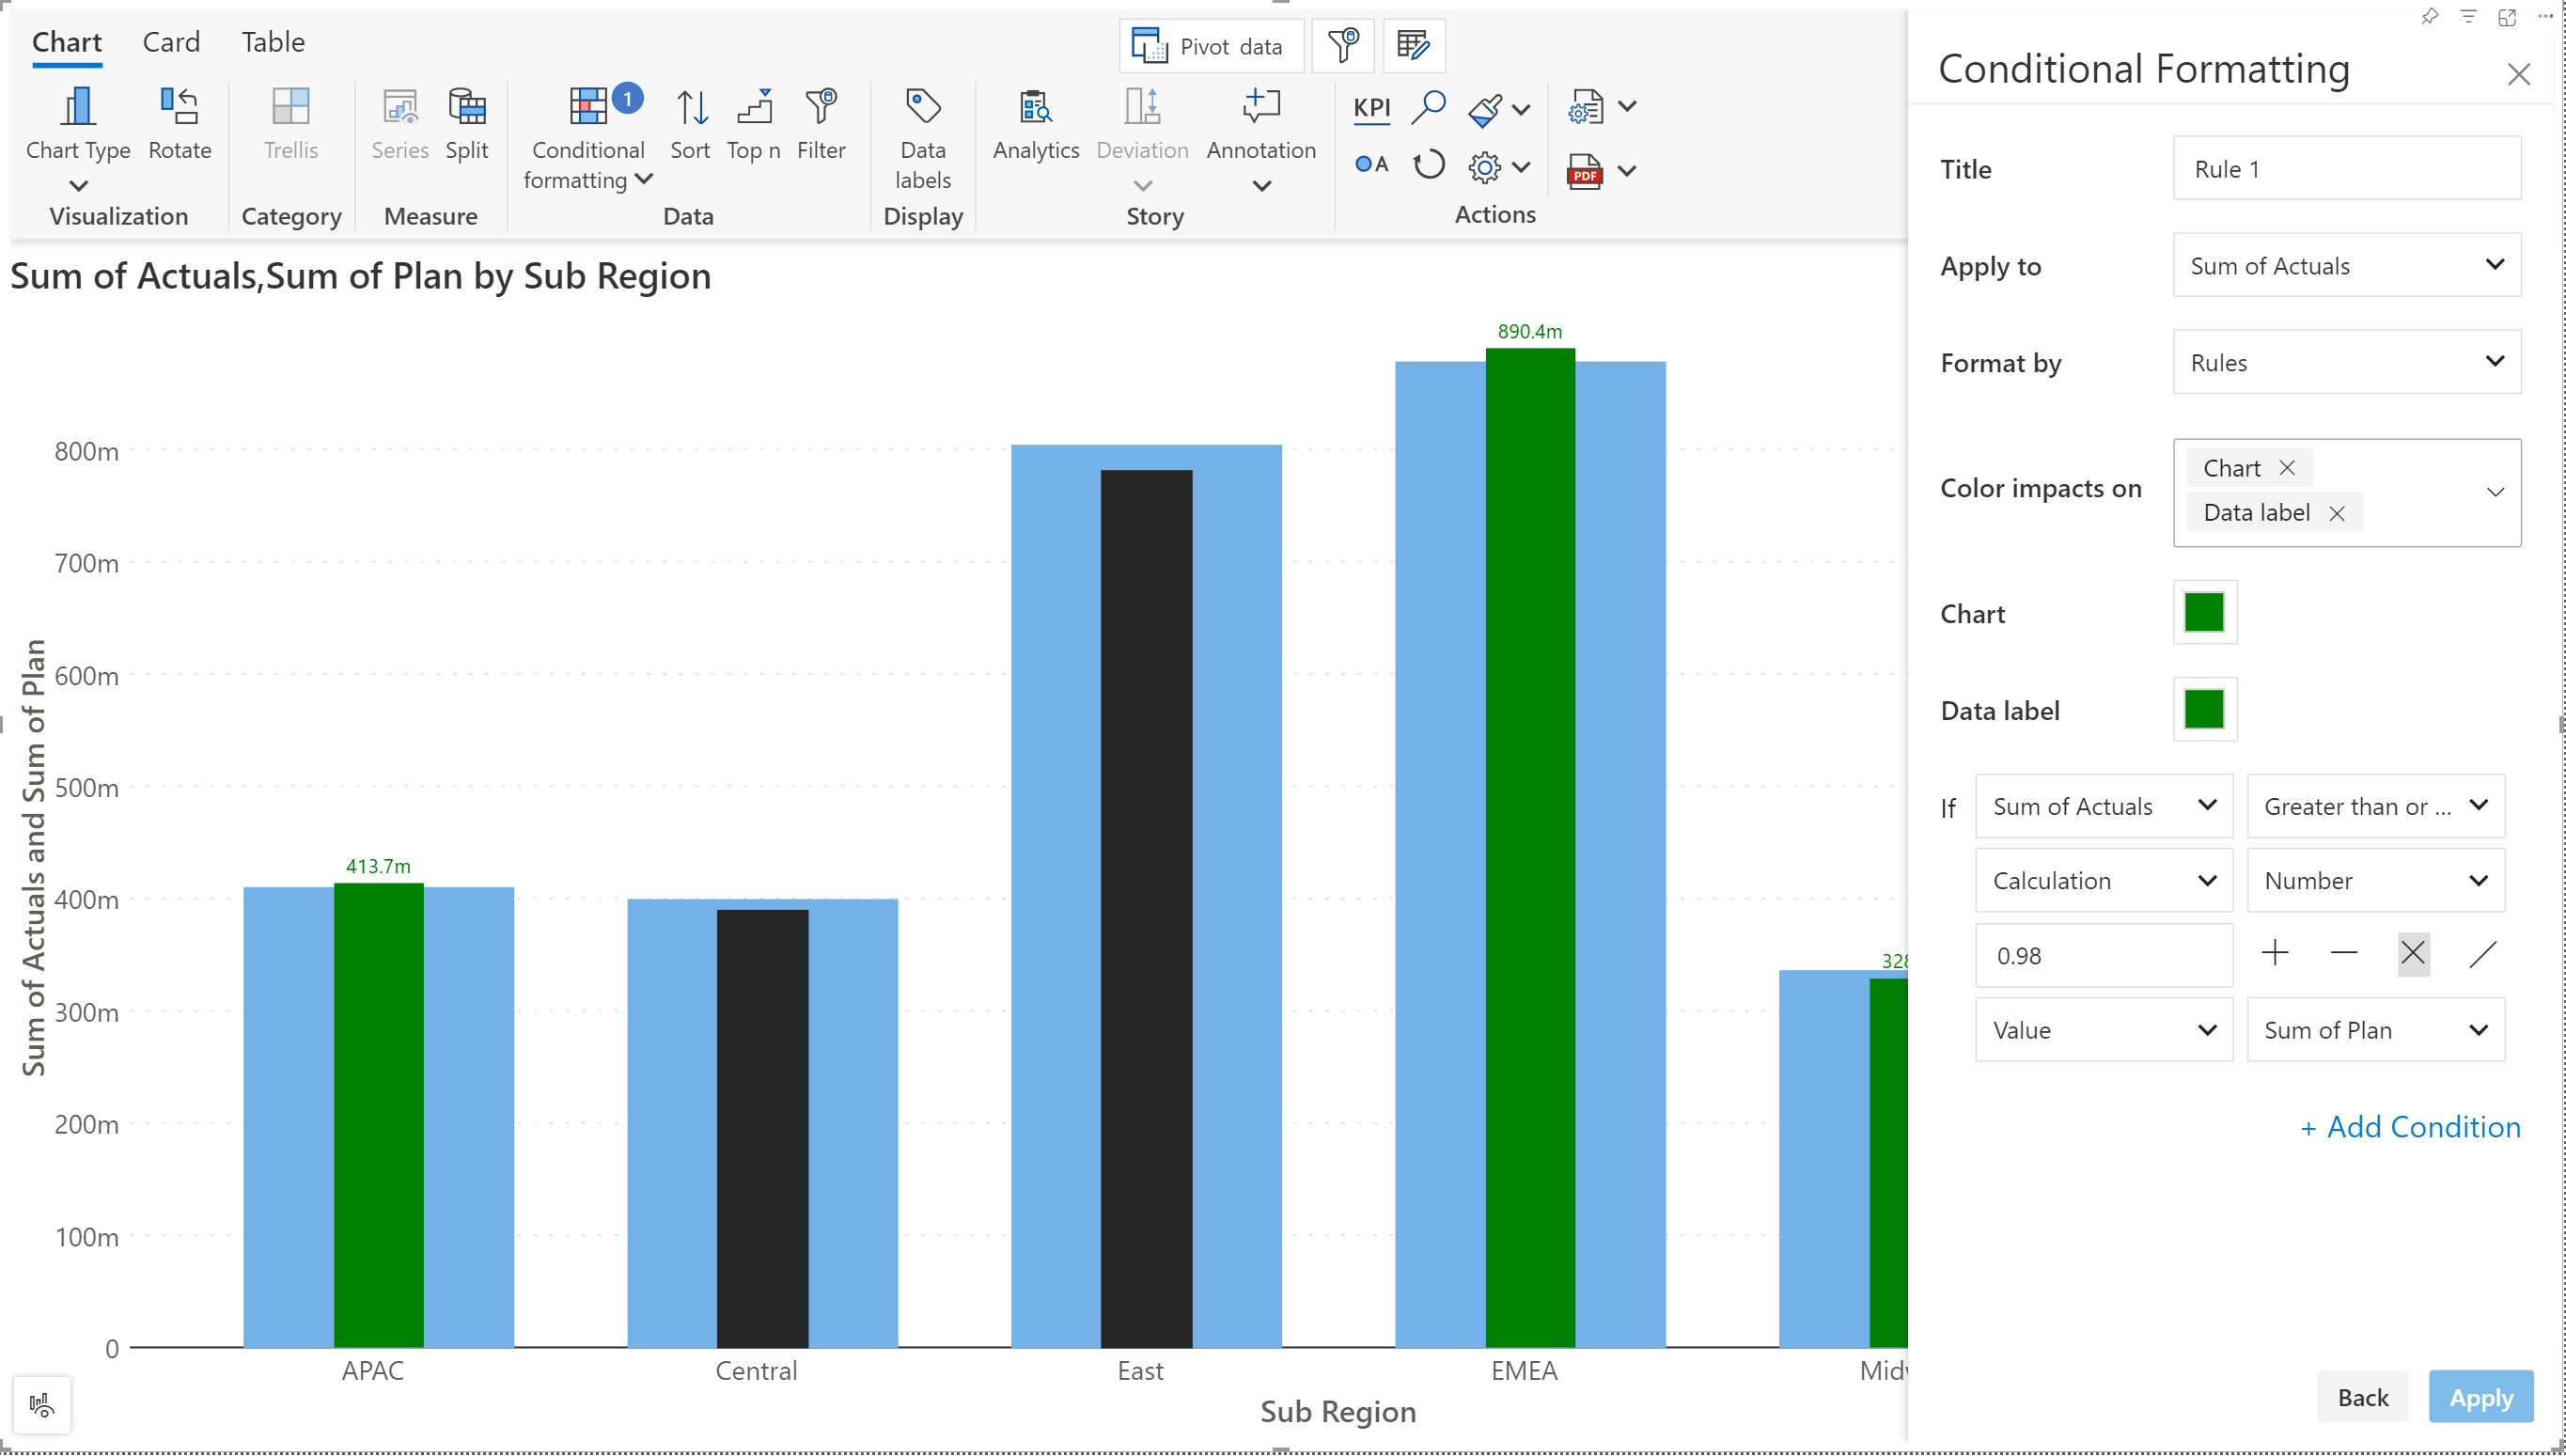 Chart Card Table
Pivot data
Chart Type Rotate
Visualization
Trellis
Category
Series Split
Measure
1
Conditional
formatting
Sort Top n Filter
Data
Data
labels
Display
Analytics Deviation Annotation
Story
KPI
A
PDF
Actions
Sum of Actuals,Sum of Plan by Sub Region
Sum of Actuals and Sum of Plan
800m
700m
600m
500m
400m
300m
200m
100m
0
413.7m
890.4m
328
APAC Central East EMEA Midw
Sub Region
Conditional Formatting
Title Rule 1
Apply to Sum of Actuals
Format by Rules
Color impacts on Chart
Data label
Chart
Data label
If Sum of Actuals Greater than or ...
Calculation Number
0.98
Value Sum of Plan
+ Add Condition
Back Apply